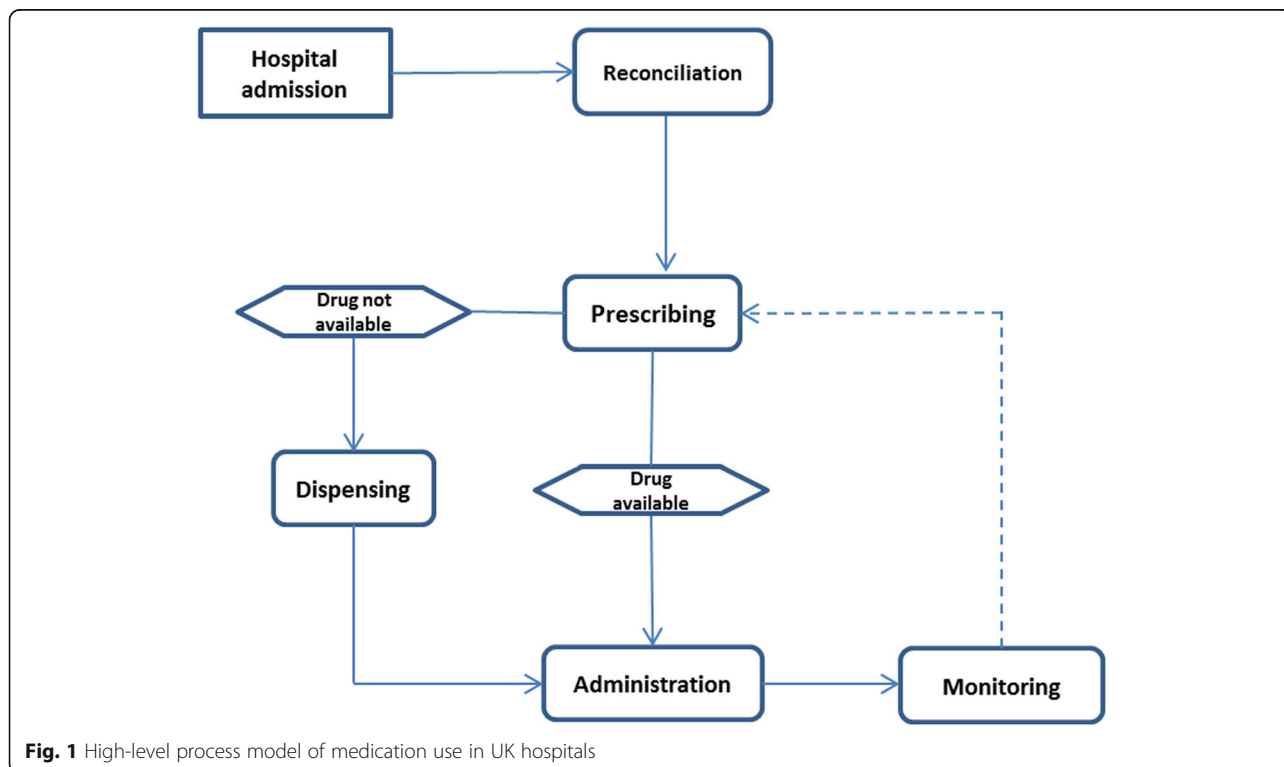 Hospital
admission
Reconciliation
Drug not
available
Prescribing
Dispensing
Drug
available
Administration
Monitoring
Fig. 1 High-level process model of medication use in UK hospitals